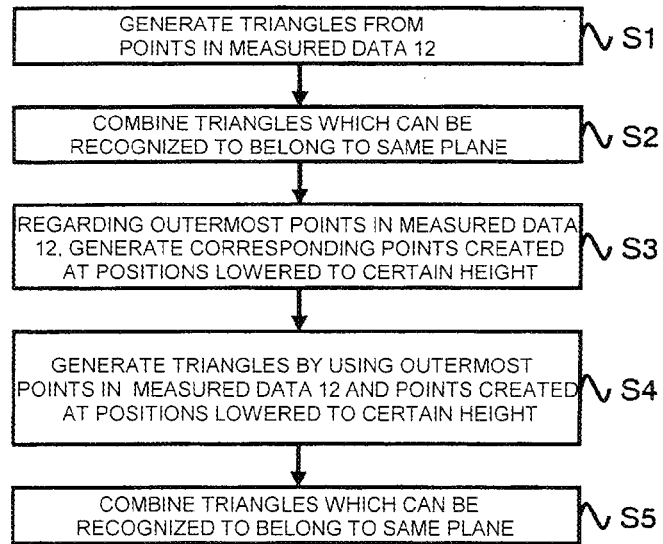 GENERATE TRIANGLES FROM
POINTS IN MEASURED DATA 12
S1
COMBINE TRIANGLES WHICH CAN BE
RECOGNIZED TO BELONG TO SAME PLANE
S2
REGARDING OUTERMOST POINTS IN MEASURED DATA
12, GENERATE CORRESPONDING POINTS CREATED
AT POSITIONS LOWERED TO CERTAIN HEIGHT
S3
GENERATE TRIANGLES BY USING OUTERMOST
POINTS IN MEASURED DATA 12 AND POINTS CREATED
AT POSITIONS LOWERED TO CERTAIN HEIGHT
S4
COMBINE TRIANGLES WHICH CAN BE
RECOGNIZED TO BELONG TO SAME PLANE
S5